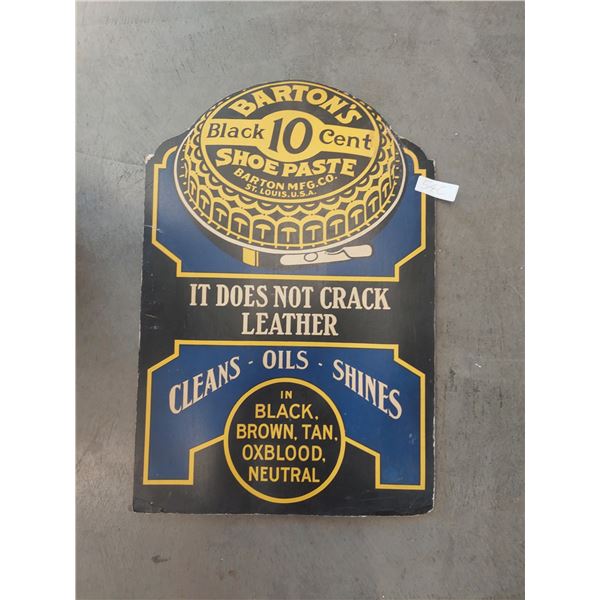 BARTON'S
Black 10 Cent
SHOE PASTE
BARTON MFG. CO.
ST. LOUIS. U.S.A.
IT DOES NOT CRACK
LEATHER
CLEANS - OILS - SHINES
IN
BLACK,
BROWN, TAN,
OXBLOOD,
NEUTRAL